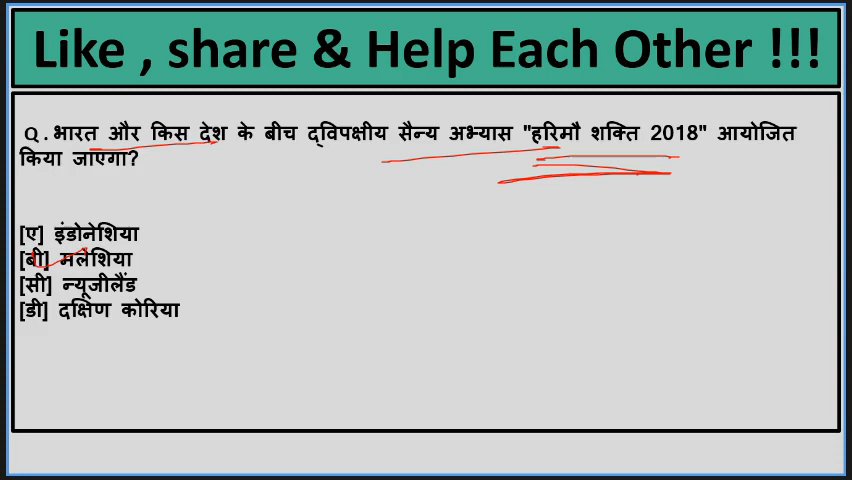 Like , share & Help Each Other !!!
Q .भारत और किस देश के बीच द्विपक्षीय सैन्य अभ्यास "हरिमौ शक्ति 2018" आयोजित
किया जाएगा?
[ए] इंडोनेशिया
[बी] मलेशिया
[सी] न्यूजीलैंड
[डी] दक्षिण कोरिया